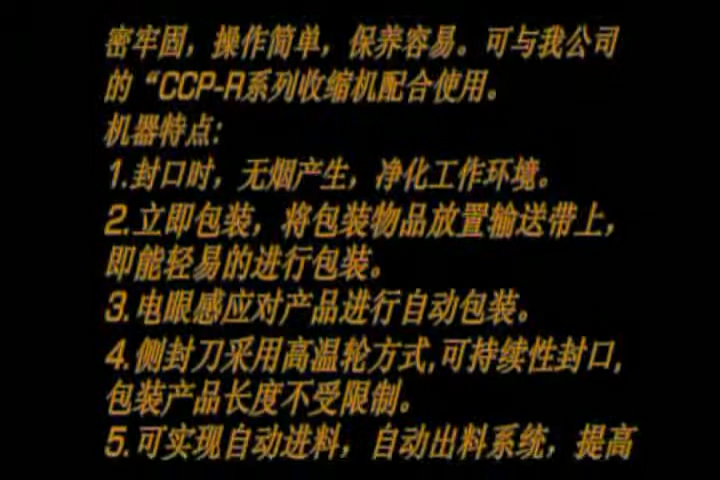 密牢固，操作简单，保养容易。可与我公司
的“CCP-R系列收缩机配合使用。
机器特点:
1.封口时，无烟产生，净化工作环境。
2.立即包装，将包装物品放置输送带上，
即能轻易的进行包装。
3.电眼感应对产品进行自动包装。
4.侧封刀采用高温轮方式,可持续性封口,
包装产品长度不受限制。
5.可实现自动进料，自动出料系统，提高